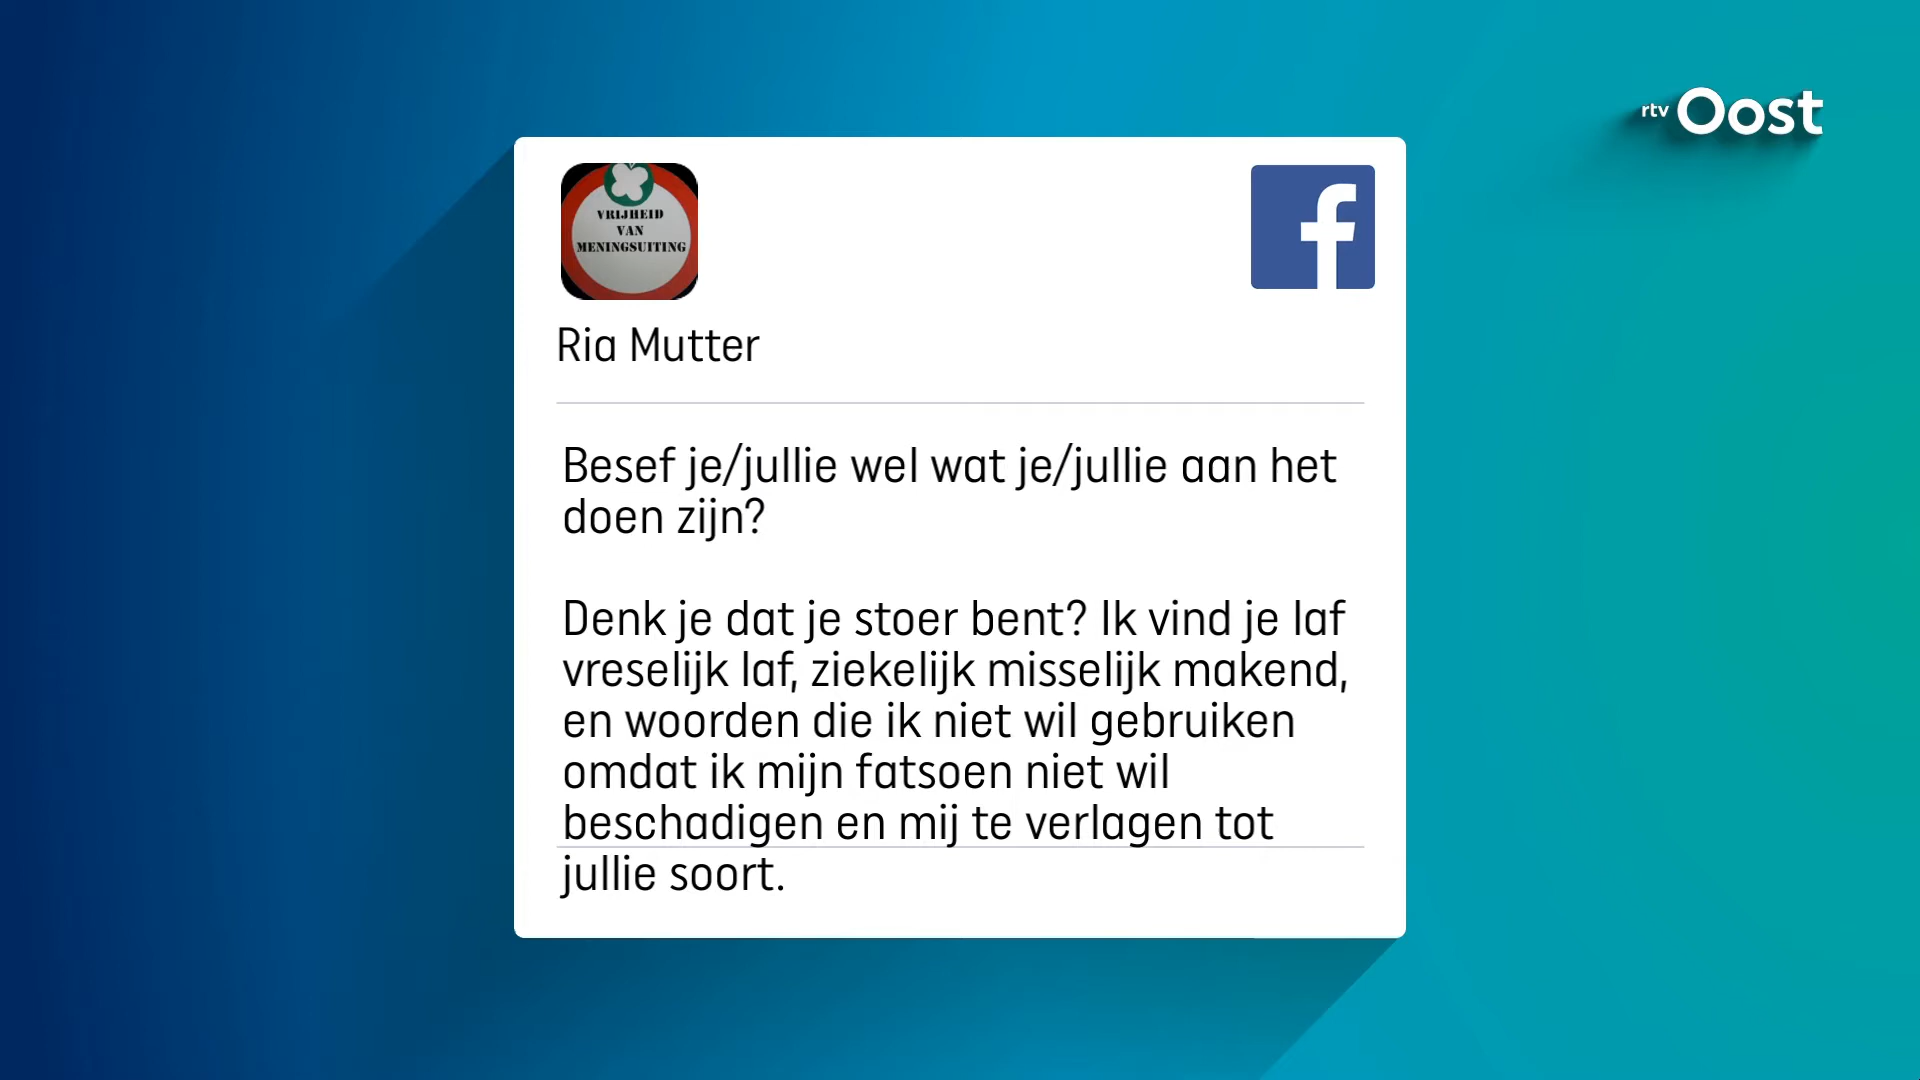 rtv Oost
VRIJHEID
VAN
MENINGSUITING
f
Ria Mutter
Besef je/jullie wel wat je/jullie aan het
doen zijn?
Denk je dat je stoer bent? Ik vind je laf
vreselijk laf, ziekelijk misselijk makend,
en woorden die ik niet wil gebruiken
omdat ik mijn fatsoen niet wil
beschadigen en mij te verlagen tot
jullie soort.